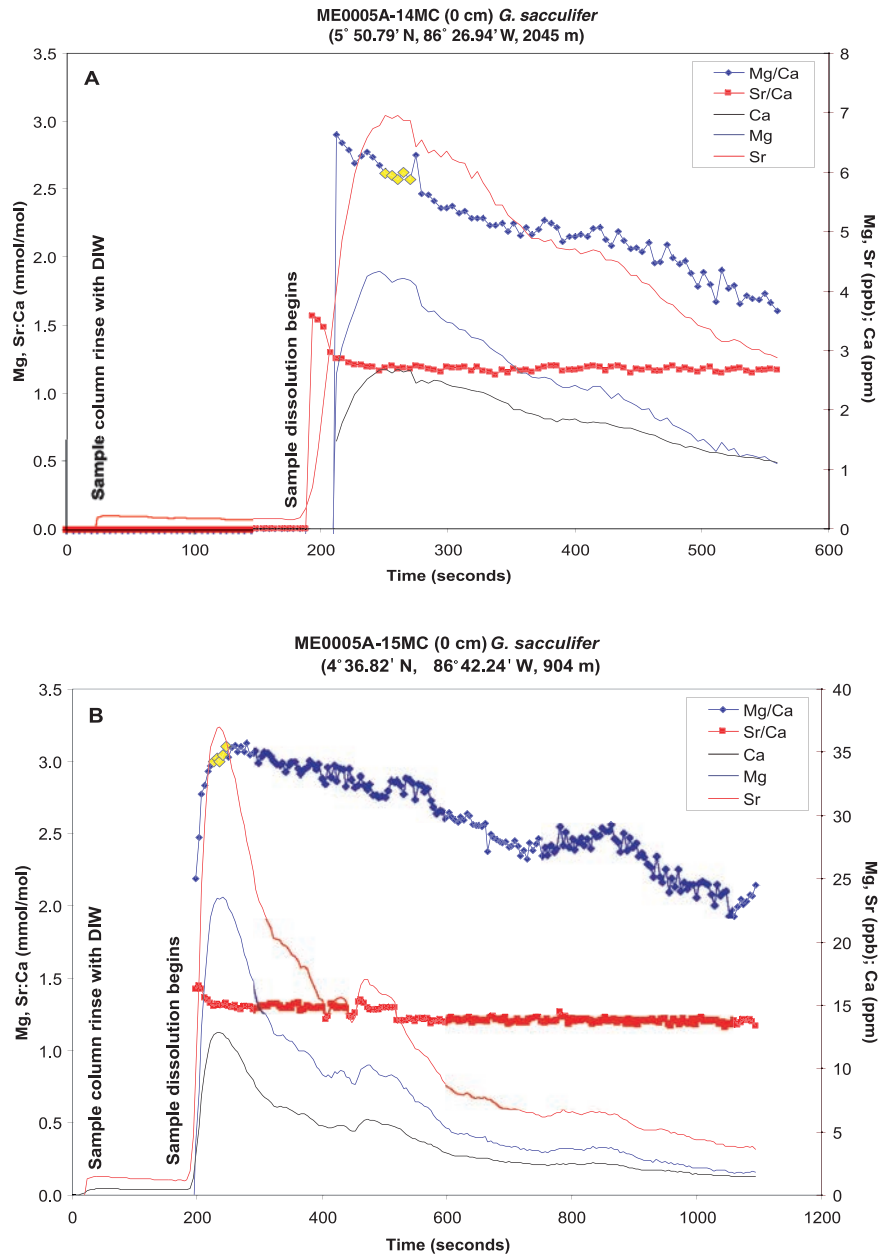 ME0005A-14MC (0 cm) G. sacculifer
(5° 50.79' N, 86° 26.94' W, 2045 m)
A
Mg/Ca
Sr/Ca
Ca
Mg
Sr
Mg, Sr:Ca (mmol/mol)
3.5
3.0
2.5
2.0
1.5
1.0
0.5
0.0
Sample column rinse with DIW
Sample dissolution begins
8
7
6
5
4
3
2
1
0
Mg, Sr (ppb); Ca (ppm)
0 100 200 300 400 500 600
Time (seconds)
ME0005A-15MC (0 cm) G. sacculifer
(4° 36.82' N, 86° 42.24' W, 904 m)
B
Mg/Ca
Sr/Ca
Ca
Mg
Sr
Mg, Sr:Ca (mmol/mol)
3.5
3.0
2.5
2.0
1.5
1.0
0.5
0.0
Sample column rinse with DIW
Sample dissolution begins
40
35
30
25
20
15
10
5
0
Mg, Sr (ppb); Ca (ppm)
0 200 400 600 800 1000 1200
Time (seconds)